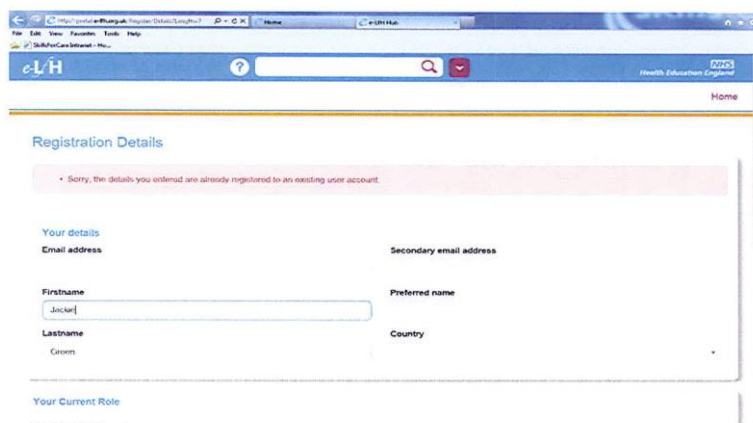 Home
e-LfH Hub
File Edit View Favorites Tools Help
SkillsForCare Intranet - Ho...
e-LfH
?
NHS
Health Education England
Home
Registration Details
• Sorry, the details you entered are already registered to an existing user account.
Your details
Email address
Secondary email address
Firstname
Preferred name
Jackie
Lastname
Country
Green
Your Current Role